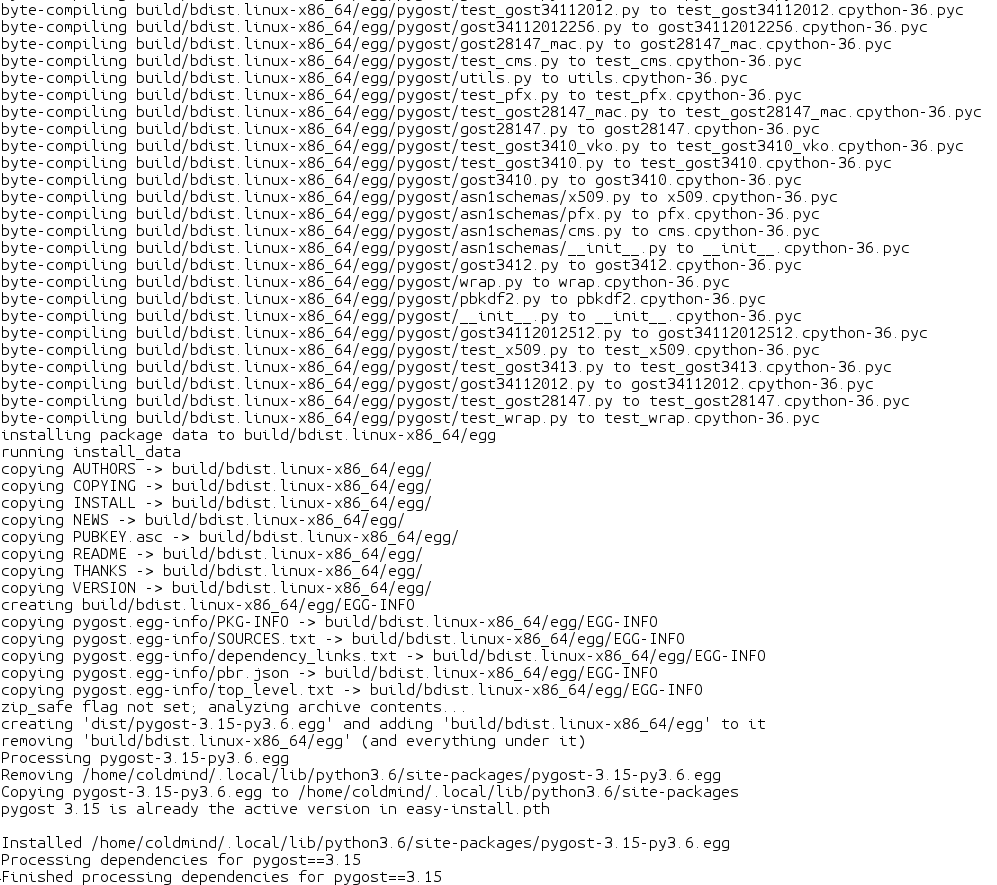 byte-compiling build/bdist.linux-x86_64/egg/pygost/test_gost34112012.py to test_gost34112012.cpython-36.pyc
byte-compiling build/bdist.linux-x86_64/egg/pygost/gost34112012256.py to gost34112012256.cpython-36.pyc
byte-compiling build/bdist.linux-x86_64/egg/pygost/gost28147_mac.py to gost28147_mac.cpython-36.pyc
byte-compiling build/bdist.linux-x86_64/egg/pygost/test_cms.py to test_cms.cpython-36.pyc
byte-compiling build/bdist.linux-x86_64/egg/pygost/utils.py to utils.cpython-36.pyc
byte-compiling build/bdist.linux-x86_64/egg/pygost/test_pfx.py to test_pfx.cpython-36.pyc
byte-compiling build/bdist.linux-x86_64/egg/pygost/test_gost28147_mac.py to test_gost28147_mac.cpython-36.pyc
byte-compiling build/bdist.linux-x86_64/egg/pygost/gost28147.py to gost28147.cpython-36.pyc
byte-compiling build/bdist.linux-x86_64/egg/pygost/test_gost3410_vko.py to test_gost3410_vko.cpython-36.pyc
byte-compiling build/bdist.linux-x86_64/egg/pygost/test_gost3410.py to test_gost3410.cpython-36.pyc
byte-compiling build/bdist.linux-x86_64/egg/pygost/gost3410.py to gost3410.cpython-36.pyc
byte-compiling build/bdist.linux-x86_64/egg/pygost/asn1schemas/x509.py to x509.cpython-36.pyc
byte-compiling build/bdist.linux-x86_64/egg/pygost/asn1schemas/pfx.py to pfx.cpython-36.pyc
byte-compiling build/bdist.linux-x86_64/egg/pygost/asn1schemas/cms.py to cms.cpython-36.pyc
byte-compiling build/bdist.linux-x86_64/egg/pygost/asn1schemas/__init__.py to __init__.cpython-36.pyc
byte-compiling build/bdist.linux-x86_64/egg/pygost/gost3412.py to gost3412.cpython-36.pyc
byte-compiling build/bdist.linux-x86_64/egg/pygost/wrap.py to wrap.cpython-36.pyc
byte-compiling build/bdist.linux-x86_64/egg/pygost/pbkdf2.py to pbkdf2.cpython-36.pyc
byte-compiling build/bdist.linux-x86_64/egg/pygost/__init__.py to __init__.cpython-36.pyc
byte-compiling build/bdist.linux-x86_64/egg/pygost/gost34112012512.py to gost34112012512.cpython-36.pyc
byte-compiling build/bdist.linux-x86_64/egg/pygost/test_x509.py to test_x509.cpython-36.pyc
byte-compiling build/bdist.linux-x86_64/egg/pygost/test_gost3413.py to test_gost3413.cpython-36.pyc
byte-compiling build/bdist.linux-x86_64/egg/pygost/gost34112012.py to gost34112012.cpython-36.pyc
byte-compiling build/bdist.linux-x86_64/egg/pygost/test_gost28147.py to test_gost28147.cpython-36.pyc
byte-compiling build/bdist.linux-x86_64/egg/pygost/test_wrap.py to test_wrap.cpython-36.pyc
installing package data to build/bdist.linux-x86_64/egg
running install_data
copying AUTHORS -> build/bdist.linux-x86_64/egg/
copying COPYING -> build/bdist.linux-x86_64/egg/
copying INSTALL -> build/bdist.linux-x86_64/egg/
copying NEWS -> build/bdist.linux-x86_64/egg/
copying PUBKEY.asc -> build/bdist.linux-x86_64/egg/
copying README -> build/bdist.linux-x86_64/egg/
copying THANKS -> build/bdist.linux-x86_64/egg/
copying VERSION -> build/bdist.linux-x86_64/egg/
creating build/bdist.linux-x86_64/egg/EGG-INFO
copying pygost.egg-info/PKG-INFO -> build/bdist.linux-x86_64/egg/EGG-INFO
copying pygost.egg-info/SOURCES.txt -> build/bdist.linux-x86_64/egg/EGG-INFO
copying pygost.egg-info/dependency_links.txt -> build/bdist.linux-x86_64/egg/EGG-INFO
copying pygost.egg-info/pbr.json -> build/bdist.linux-x86_64/egg/EGG-INFO
copying pygost.egg-info/top_level.txt -> build/bdist.linux-x86_64/egg/EGG-INFO
zip_safe flag not set; analyzing archive contents...
creating 'dist/pygost-3.15-py3.6.egg' and adding 'build/bdist.linux-x86_64/egg' to it
removing 'build/bdist.linux-x86_64/egg' (and everything under it)
Processing pygost-3.15-py3.6.egg
Removing /home/coldmind/.local/lib/python3.6/site-packages/pygost-3.15-py3.6.egg
Copying pygost-3.15-py3.6.egg to /home/coldmind/.local/lib/python3.6/site-packages
pygost 3.15 is already the active version in easy-install.pth

Installed /home/coldmind/.local/lib/python3.6/site-packages/pygost-3.15-py3.6.egg
Processing dependencies for pygost==3.15
Finished processing dependencies for pygost==3.15